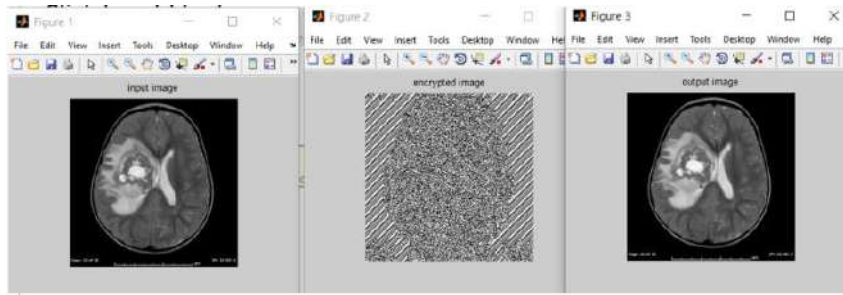 Figure 1
File Edit View Insert Tools Desktop Window Help
input image
Figure 2
File Edit View Insert Tools Desktop Window
encrypted image
Figure 3
File Edit View Insert Tools Desktop Window Help
output image